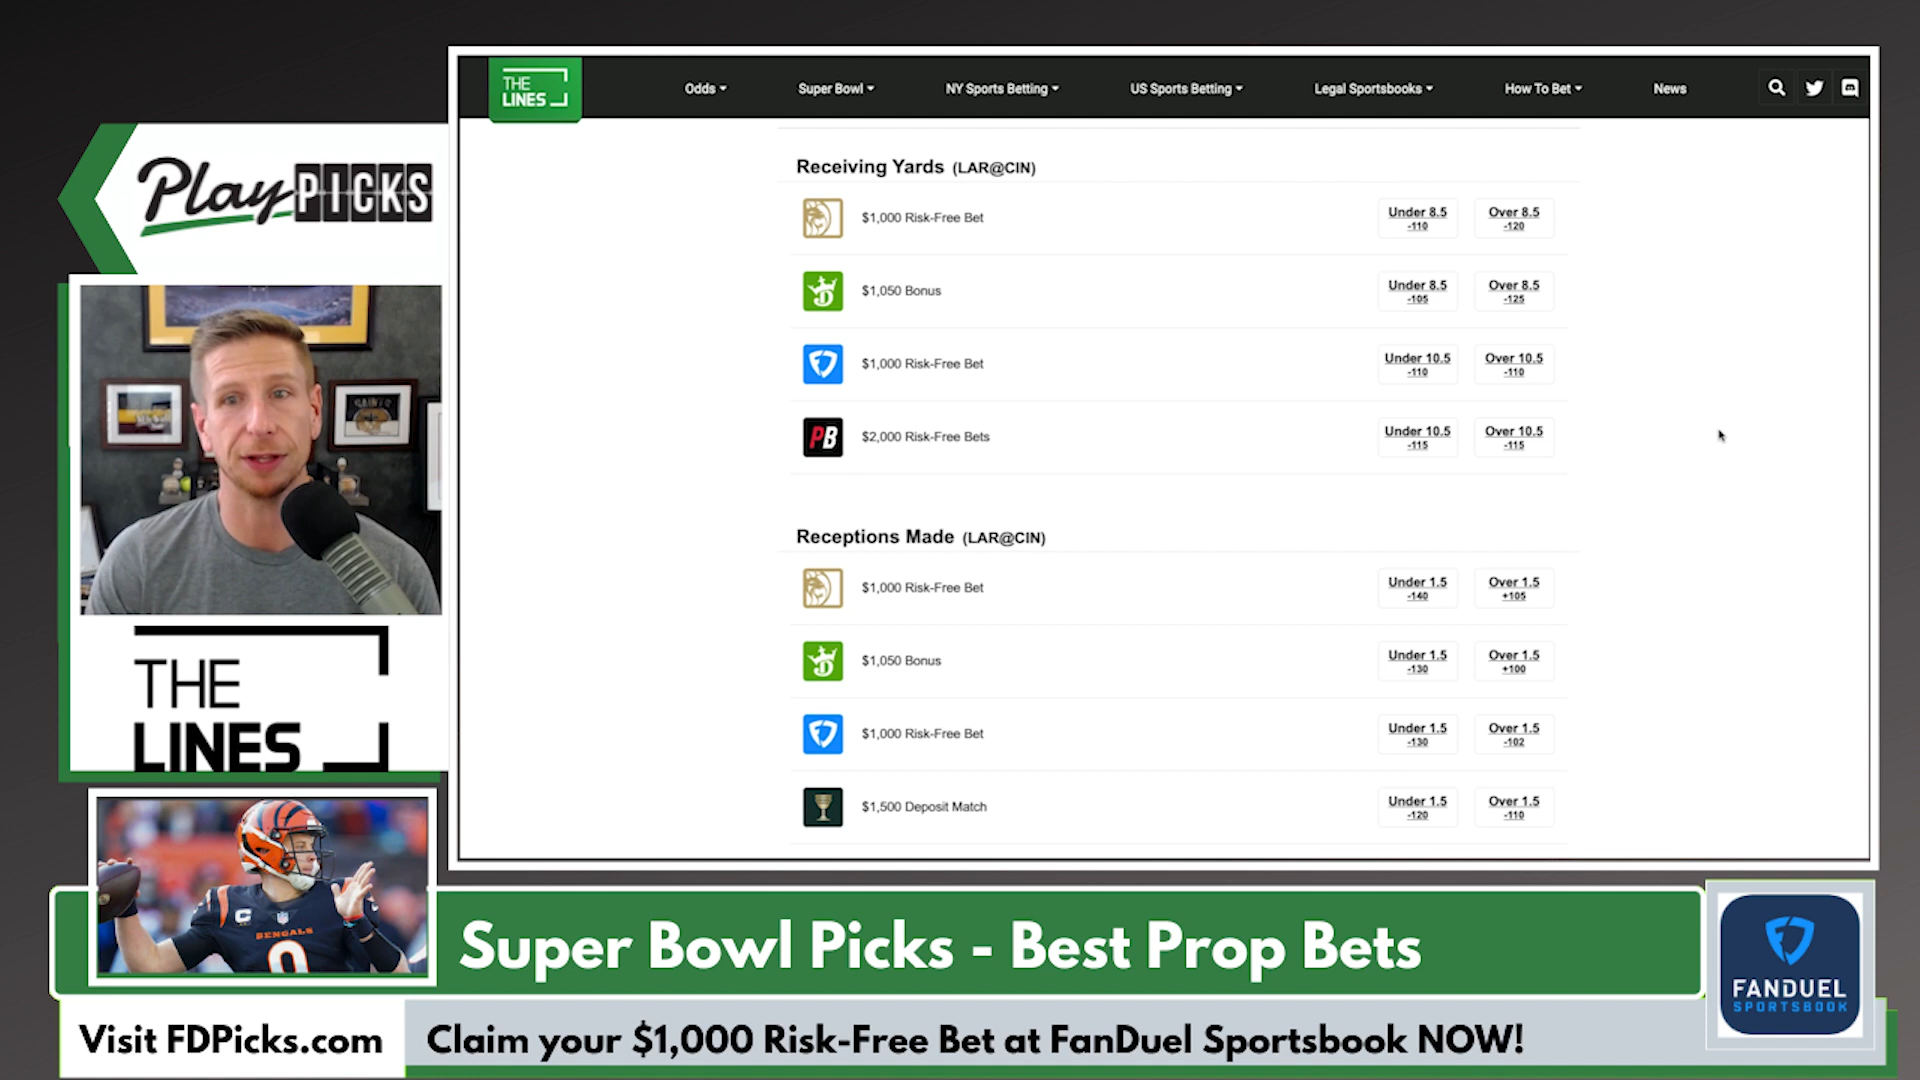 THE
LINES
Odds
Super Bowl
NY Sports Betting
US Sports Betting
Legal Sportsbooks
How To Bet
News
Play PICKS
Receiving Yards (LAR@CIN)
$1,000 Risk-Free Bet
Under 8.5
-110
Over 8.5
-120
$1,050 Bonus
Under 8.5
-105
Over 8.5
-125
$1,000 Risk-Free Bet
Under 10.5
-110
Over 10.5
-110
PB
$2,000 Risk-Free Bets
Under 10.5
-115
Over 10.5
-115
Receptions Made (LAR@CIN)
$1,000 Risk-Free Bet
Under 1.5
-140
Over 1.5
+105
$1,050 Bonus
Under 1.5
-130
Over 1.5
+100
$1,000 Risk-Free Bet
Under 1.5
-130
Over 1.5
-102
$1,500 Deposit Match
Under 1.5
-120
Over 1.5
-110
SAINTS
THE
LINES
C
BENGALS
9
Super Bowl Picks - Best Prop Bets
FANDUEL
SPORTSBOOK
Visit FDPicks.com
Claim your $1,000 Risk-Free Bet at FanDuel Sportsbook NOW!